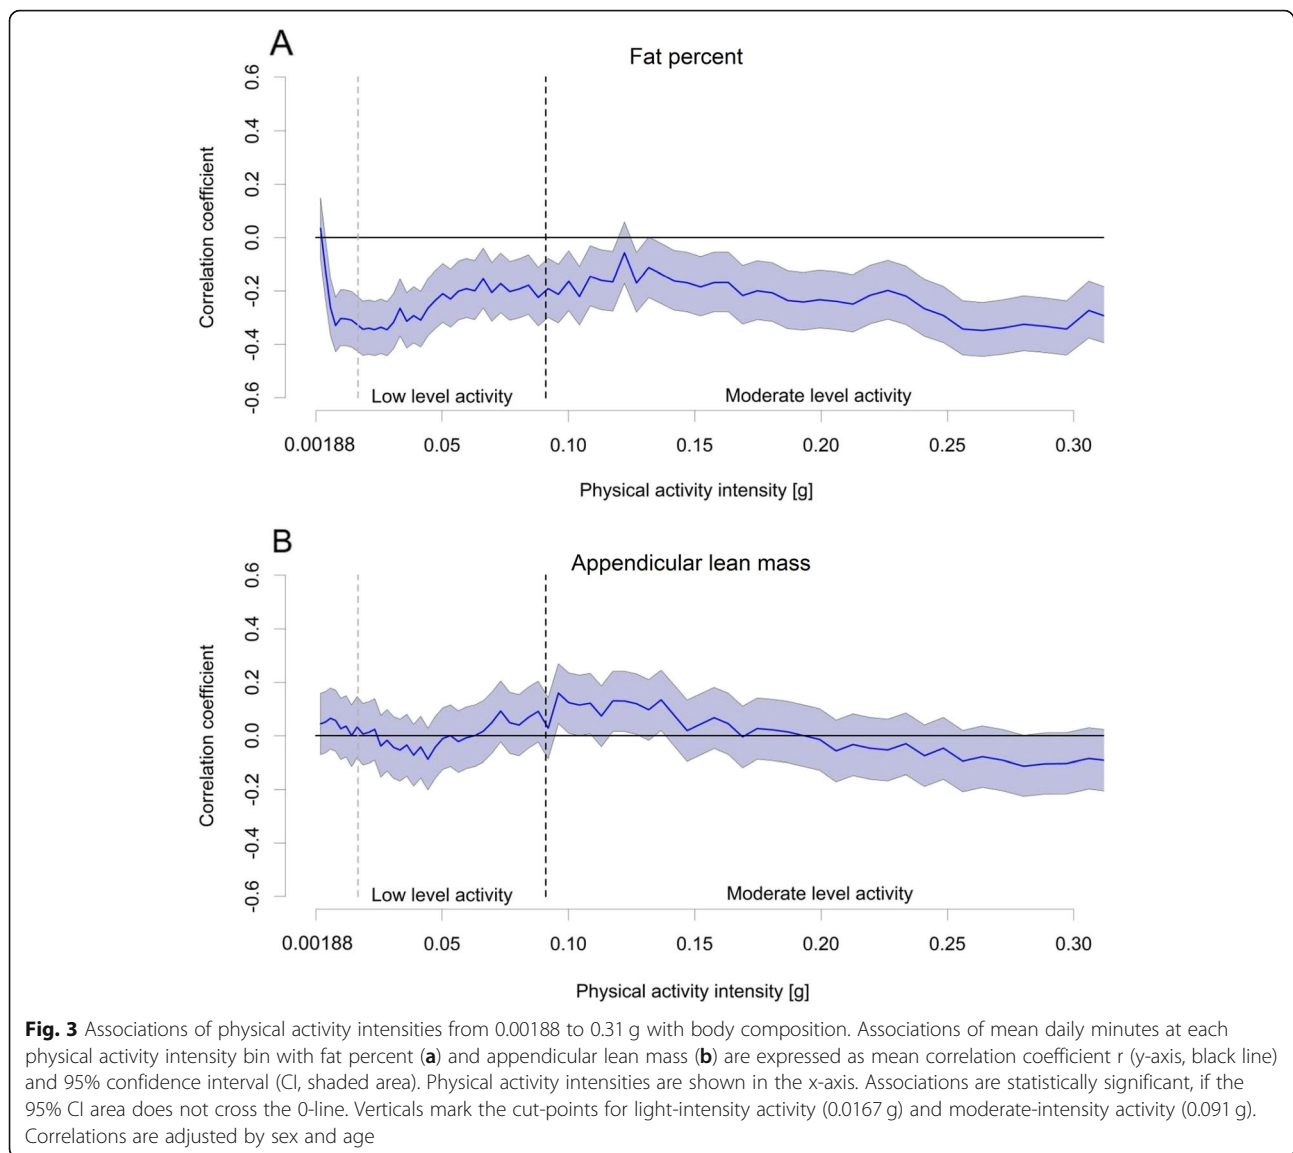 A
Fat percent
0.6
0.4
0.2
0.0
-0.2
-0.4
-0.6
Correlation coefficient
Low level activity
Moderate level activity
0.00188 0.05 0.10 0.15 0.20 0.25 0.30
Physical activity intensity [g]
B
Appendicular lean mass
0.6
0.4
0.2
0.0
-0.2
-0.4
-0.6
Correlation coefficient
Low level activity
Moderate level activity
0.00188 0.05 0.10 0.15 0.20 0.25 0.30
Physical activity intensity [g]
Fig. 3 Associations of physical activity intensities from 0.00188 to 0.31 g with body composition. Associations of mean daily minutes at each
physical activity intensity bin with fat percent (a) and appendicular lean mass (b) are expressed as mean correlation coefficient r (y-axis, black line)
and 95% confidence interval (CI, shaded area). Physical activity intensities are shown in the x-axis. Associations are statistically significant, if the
95% CI area does not cross the 0-line. Verticals mark the cut-points for light-intensity activity (0.0167 g) and moderate-intensity activity (0.091 g).
Correlations are adjusted by sex and age